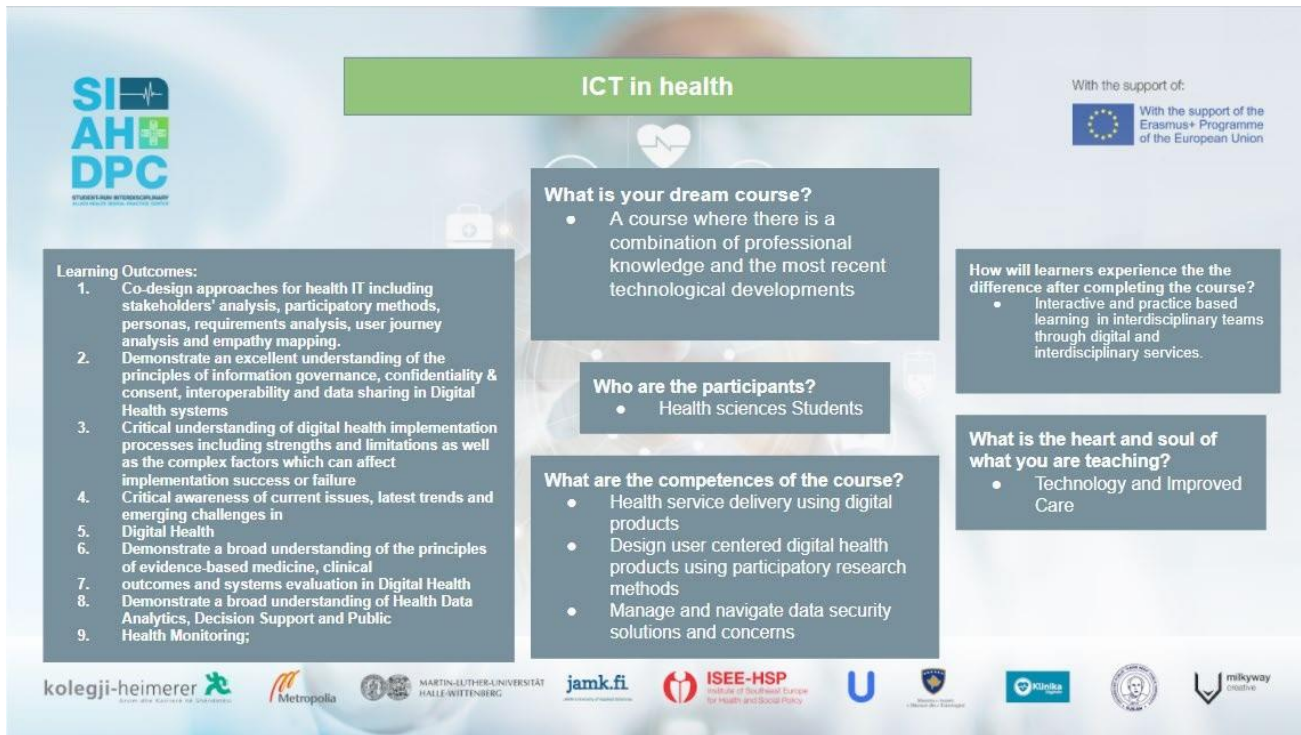 SI
AH
DPC
STUDENT-RUN INTERDISCIPLINARY
ALLIED HEALTH DIGITAL PRACTICE CENTER
ICT in health
With the support of:
With the support of the
Erasmus+ Programme
of the European Union
Learning Outcomes:
1. Co-design approaches for health IT including
stakeholders' analysis, participatory methods,
personas, requirements analysis, user journey
analysis and empathy mapping.
2. Demonstrate an excellent understanding of the
principles of information governance, confidentiality &
consent, interoperability and data sharing in Digital
Health systems
3. Critical understanding of digital health implementation
processes including strengths and limitations as well
as the complex factors which can affect
implementation success or failure
4. Critical awareness of current issues, latest trends and
emerging challenges in
5. Digital Health
6. Demonstrate a broad understanding of the principles
of evidence-based medicine, clinical
7. outcomes and systems evaluation in Digital Health
8. Demonstrate a broad understanding of Health Data
Analytics, Decision Support and Public
9. Health Monitoring;
What is your dream course?
● A course where there is a
combination of professional
knowledge and the most recent
technological developments
Who are the participants?
● Health sciences Students
What are the competences of the course?
● Health service delivery using digital
products
● Design user centered digital health
products using participatory research
methods
● Manage and navigate data security
solutions and concerns
How will learners experience the the
difference after completing the course?
● Interactive and practice based
learning in interdisciplinary teams
through digital and
interdisciplinary services.
What is the heart and soul of
what you are teaching?
● Technology and Improved
Care
kolegji-heimerer
Metropolia
MARTIN-LUTHER-UNIVERSITÄT
HALLE-WITTENBERG
jamk.fi
ISEE-HSP
Institute of Southeast Europe
for Health and Social Policy
Klinika
milkyway
creative